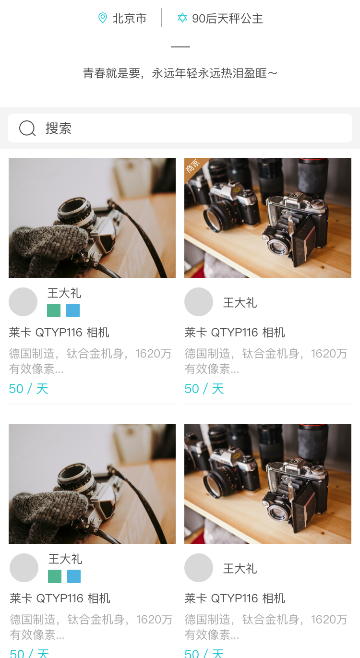 北京市
90后天秤公主
青春就是要，永远年轻永远热泪盈眶～
搜索
商家
王大礼
莱卡 QTYP116 相机
德国制造，钛合金机身，1620万
有效像素...
50 / 天
王大礼
莱卡 QTYP116 相机
德国制造，钛合金机身，1620万
有效像素...
50 / 天
王大礼
莱卡 QTYP116 相机
德国制造，钛合金机身，1620万
有效像素...
50 / 天
王大礼
莱卡 QTYP116 相机
德国制造，钛合金机身，1620万
有效像素...
50 / 天